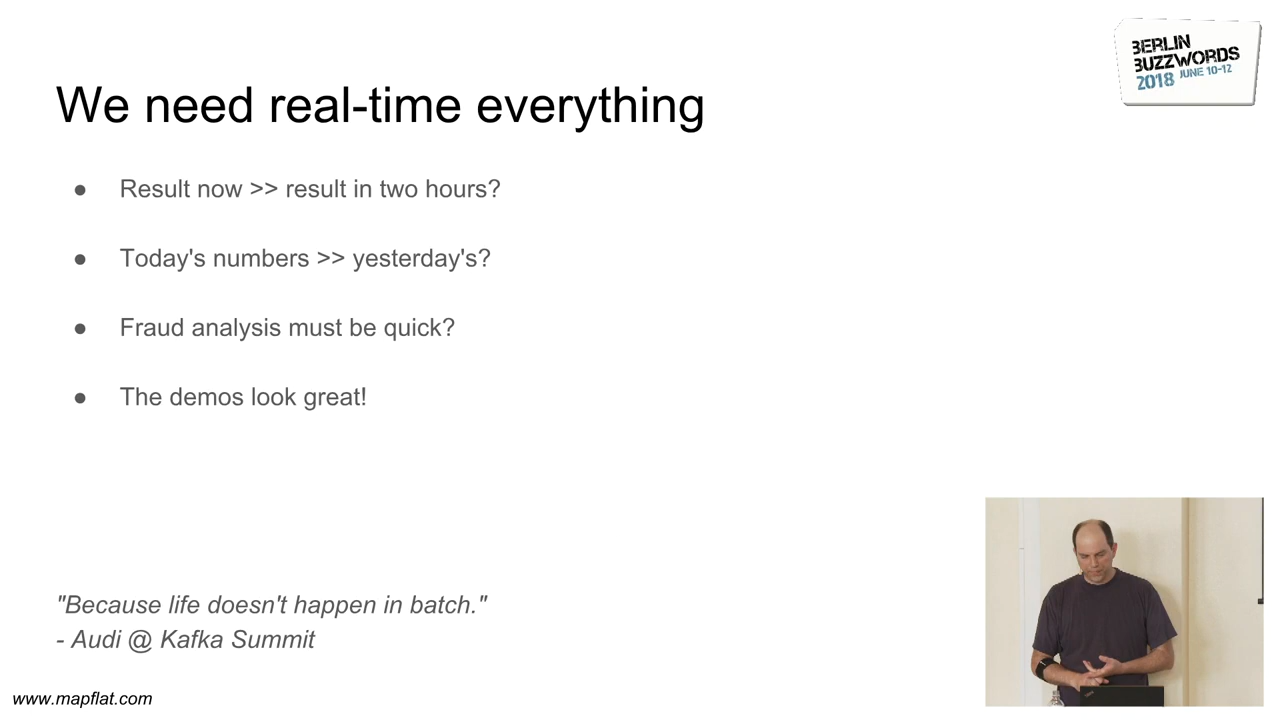 BERLIN
BUZZWORDS
2018 JUNE 10-12
We need real-time everything
● Result now >> result in two hours?
● Today's numbers >> yesterday's?
● Fraud analysis must be quick?
● The demos look great!
"Because life doesn't happen in batch."
- Audi @ Kafka Summit
www.mapflat.com